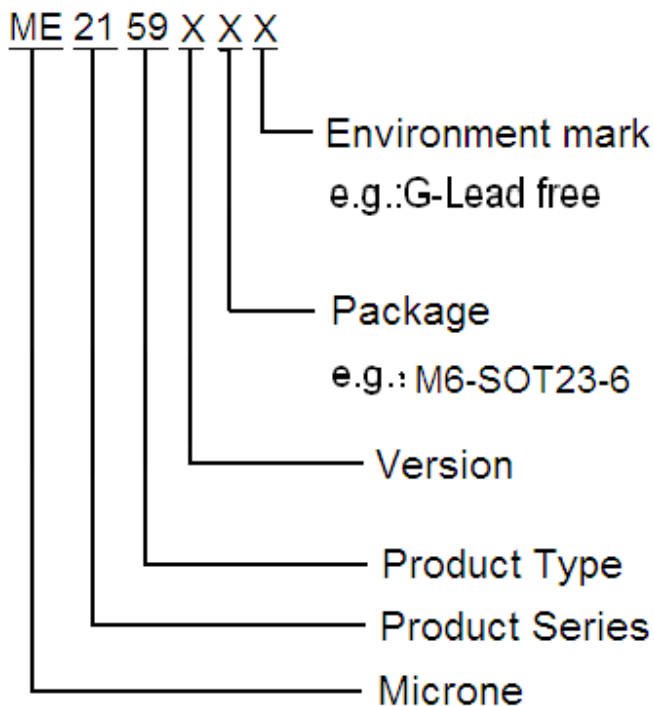 ME 21 59 X X X
Environment mark
e.g.:G-Lead free
Package
e.g.: M6-SOT23-6
Version
Product Type
Product Series
Microne